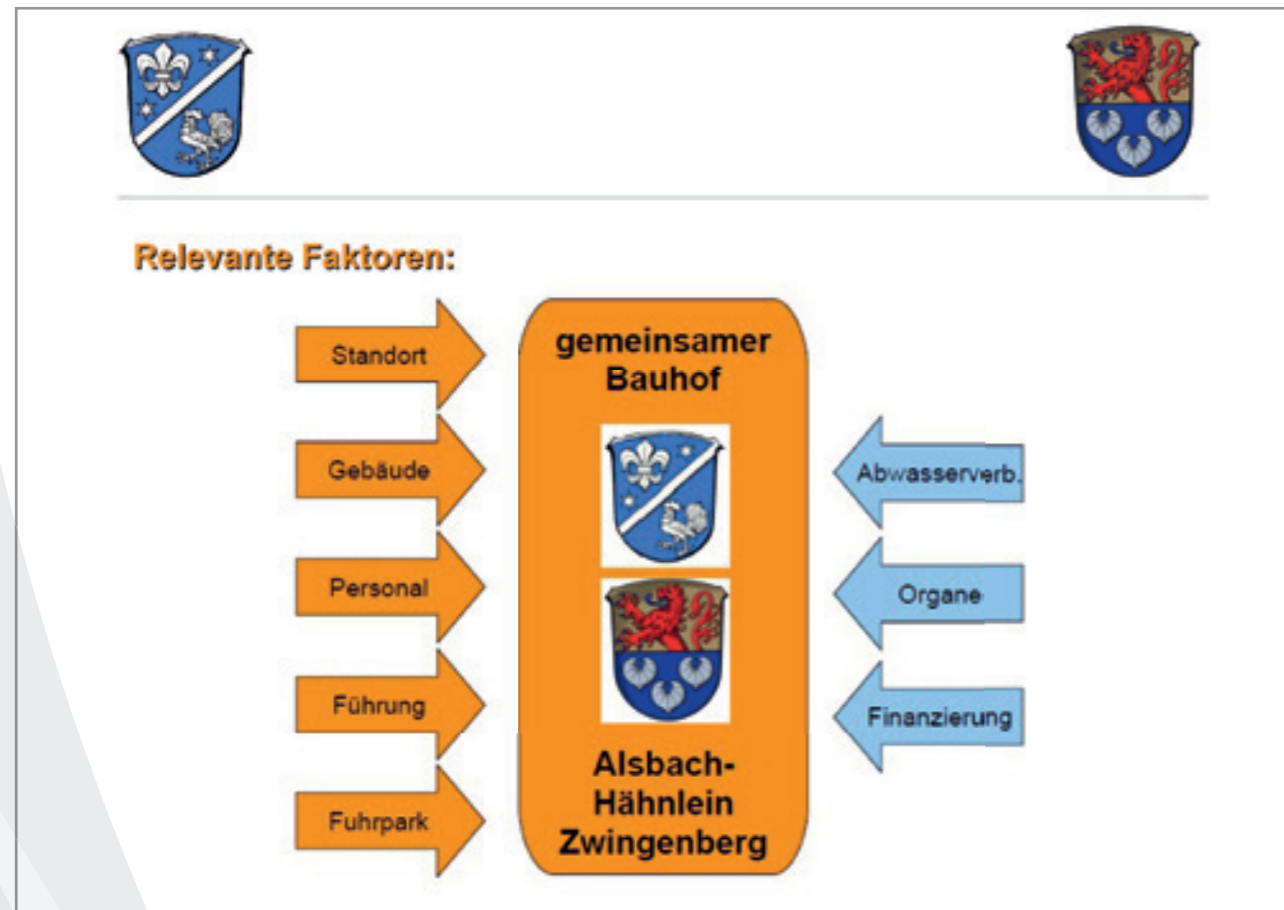 Relevante Faktoren:
Standort
Gebäude
Personal
Führung
Fuhrpark
gemeinsamer
Bauhof
Alsbach-
Hähnlein
Zwingenberg
Abwasserverb.
Organe
Finanzierung